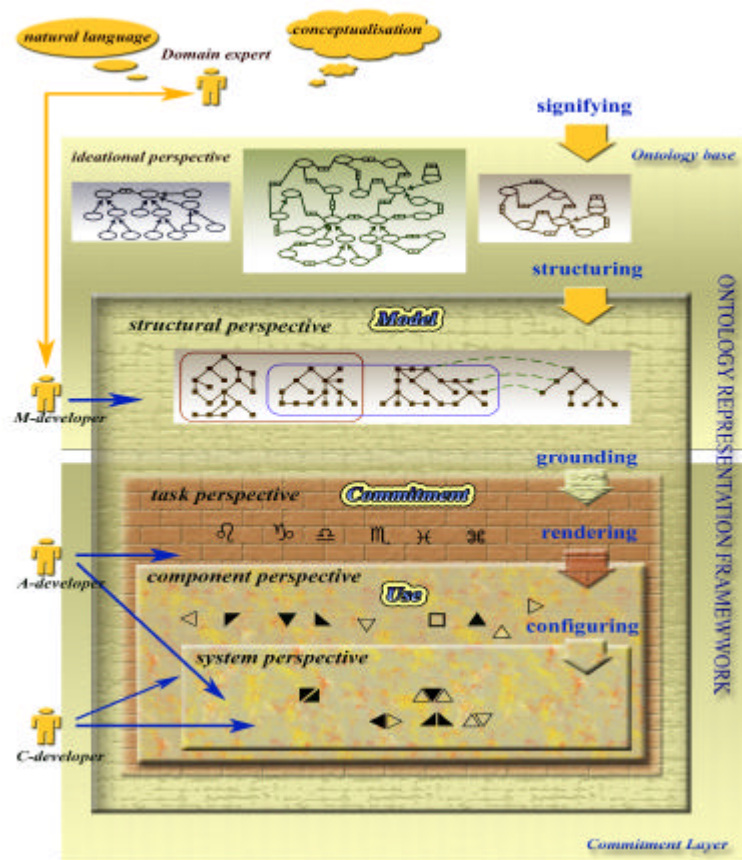 natural language
conceptualisation
Domain expert
signifying
ideational perspective
Ontology base
structuring
structural perspective
Model
M-developer
ONTOLOGY REPRESENTATION FRAMEWWORK
grounding
task perspective
Commitment
♌ ♑ ♎ ♏ ♓ ⌘
rendering
A-developer
component perspective
Use
configuring
system perspective
C-developer
Commitment Layer